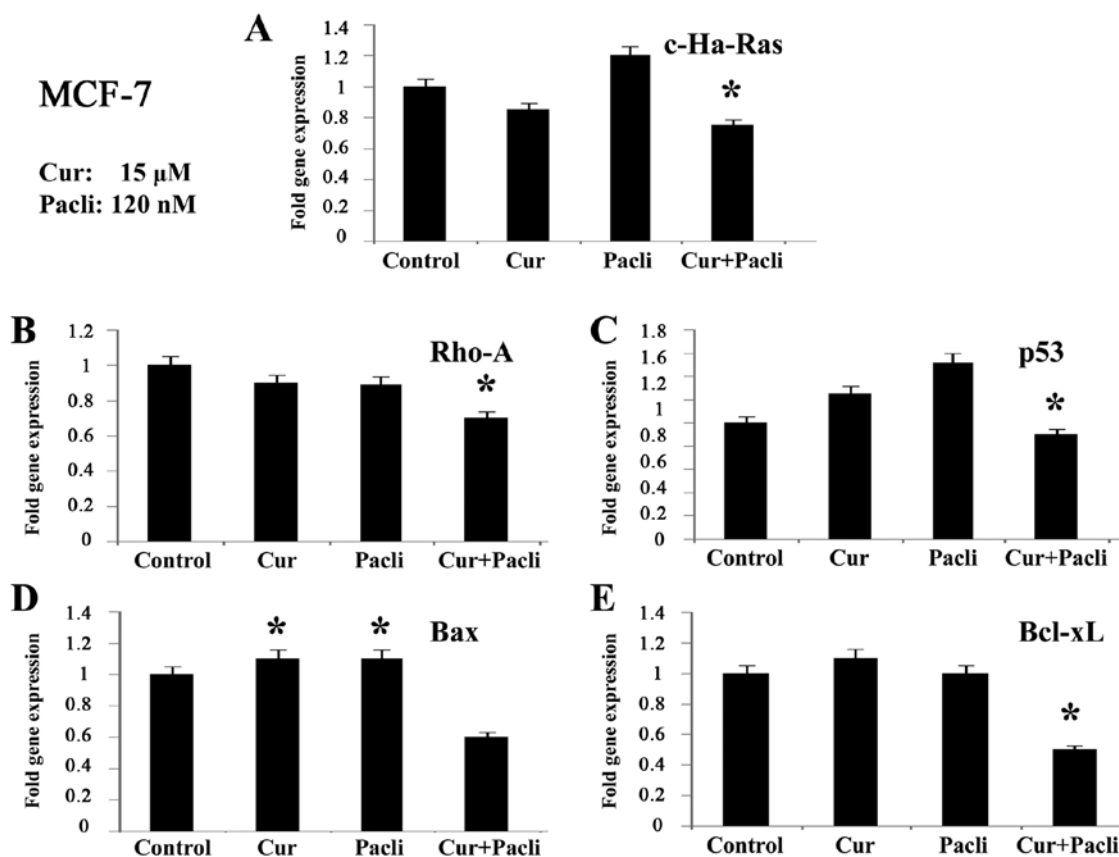 A
c-Ha-Ras
MCF-7
Cur: 15 µM
Pacli: 120 nM
Fold gene expression
1.4
1.2
1
0.8
0.6
0.4
1.2
0
*
Control Cur Pacli Cur+Pacli
B
Rho-A
Fold gene expression
1.2
1
0.8
0.6
0.4
0.2
0
*
Control Cur Pacli Cur+Pacli
C
p53
Fold gene expression
1.8
1.6
1.2
1
0.8
0.6
1.2
0.2
0
*
Control Cur Pacli Cur+Pacli
D
Bax
Fold gene expression
1.4
1.2
1
0.8
0.6
0.4
1.2
0
* *
Control Cur Pacli Cur+Pacli
E
Bcl-xL
Fold gene expression
1.4
1.2
1
0.8
0.6
0.4
1.2
0
*
Control Cur Pacli Cur+Pacli